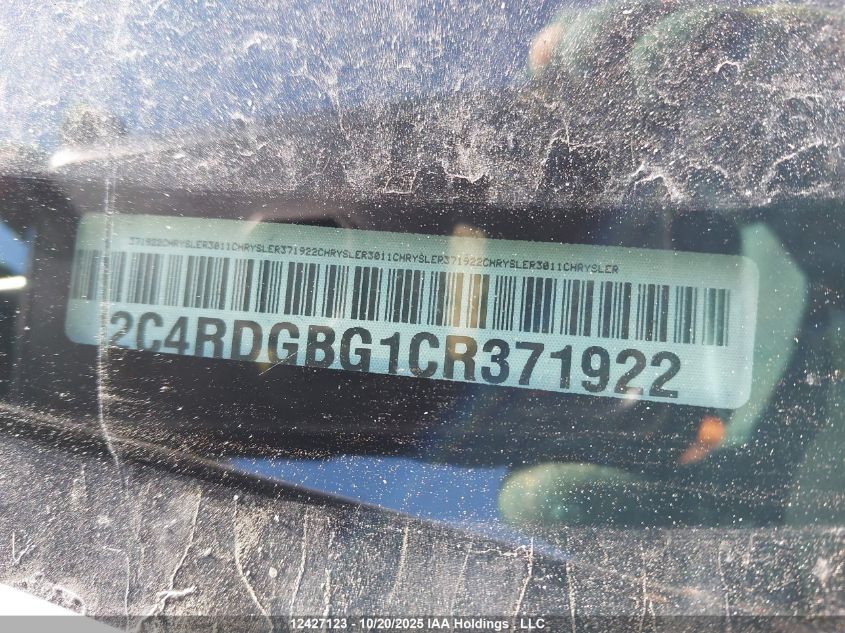 371922CHRYSLER3011CHRYSLER371922CHRYSLER3011CHRYSLER371922CHRYSLER3011CHRYSLER
2C4RDGBG1CR371922
12427123 - 10/20/2025 IAA Holdings , LLC